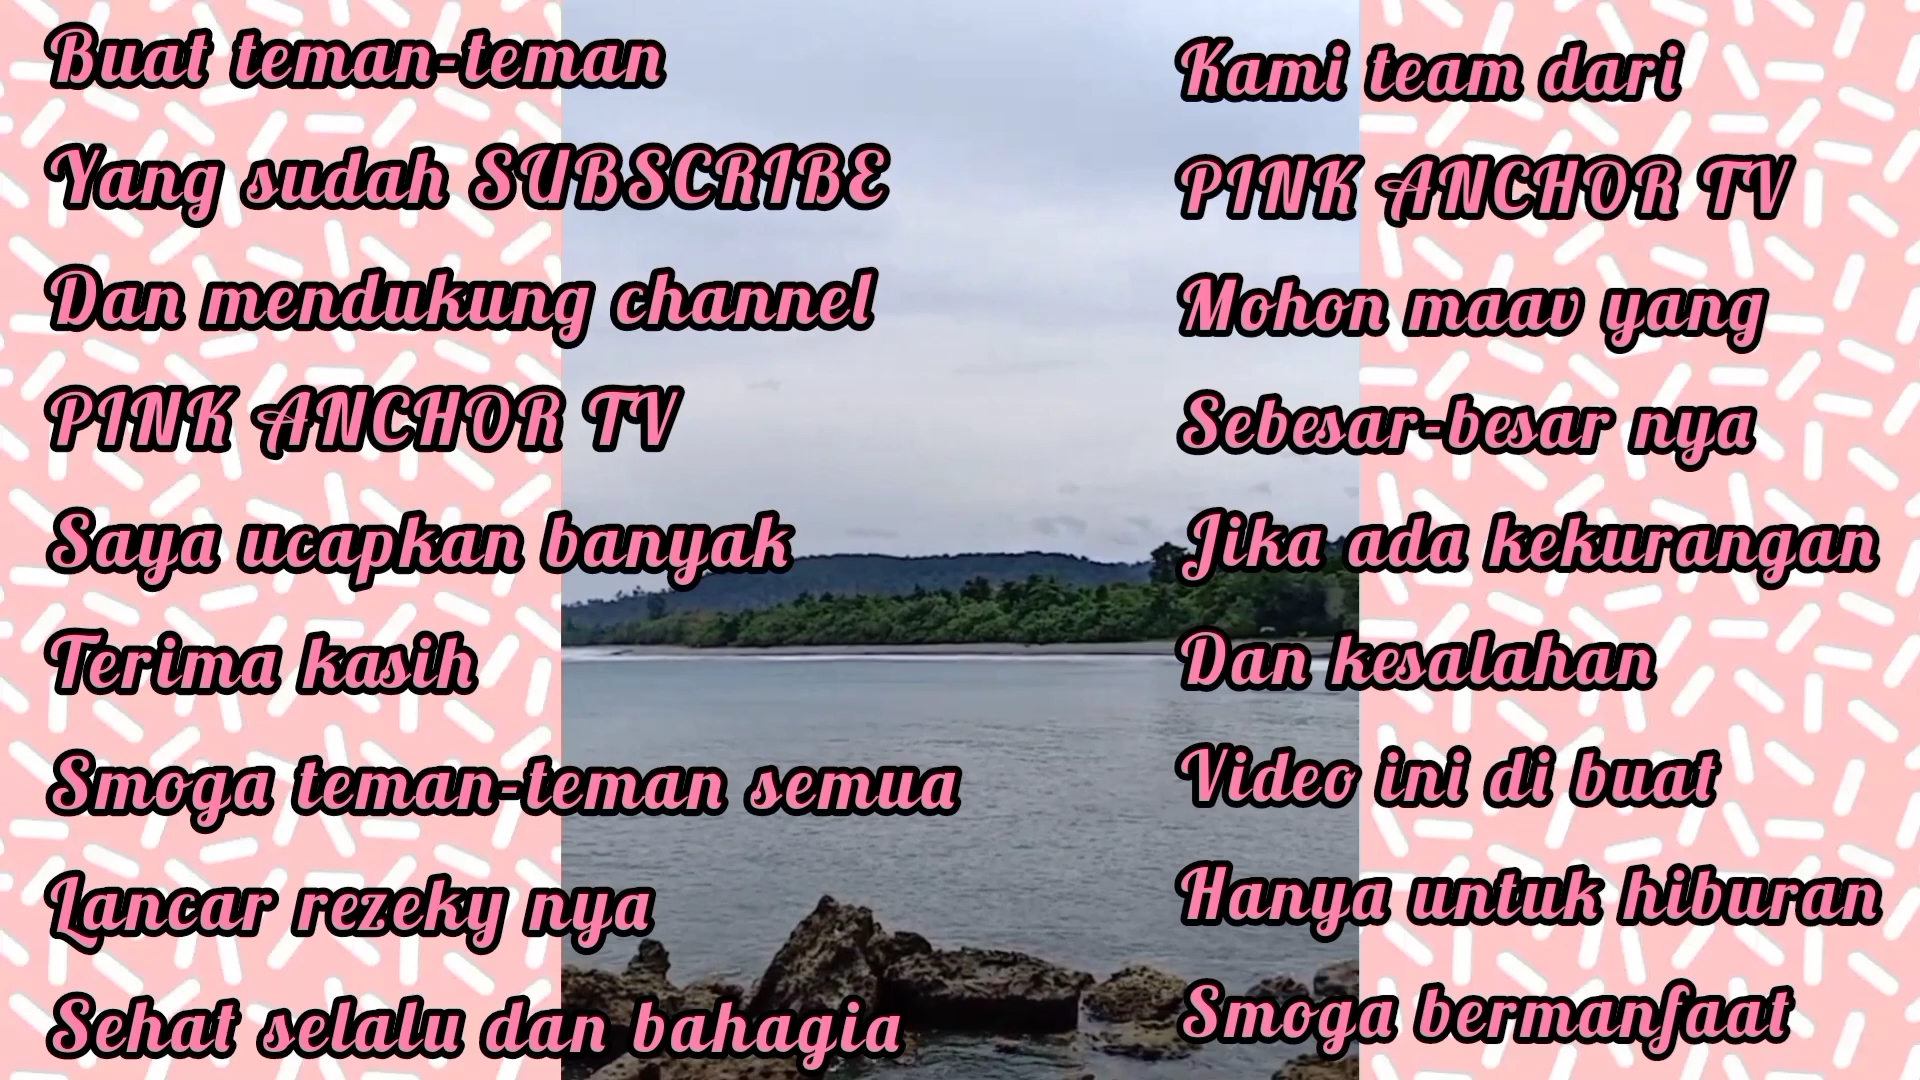 Buat teman-teman
Yang sudah SUBSCRIBE
Dan mendukung channel
PINK ANCHOR TV
Saya ucapkan banyak
Terima kasih
Smoga teman-teman semua
Lancar rezeky nya
Sehat selalu dan bahagia
Kami team dari
PINK ANCHOR TV
Mohon maav yang
Sebesar-besar nya
Jika ada kekurangan
Dan kesalahan
Video ini di buat
Hanya untuk hiburan
Smoga bermanfaat